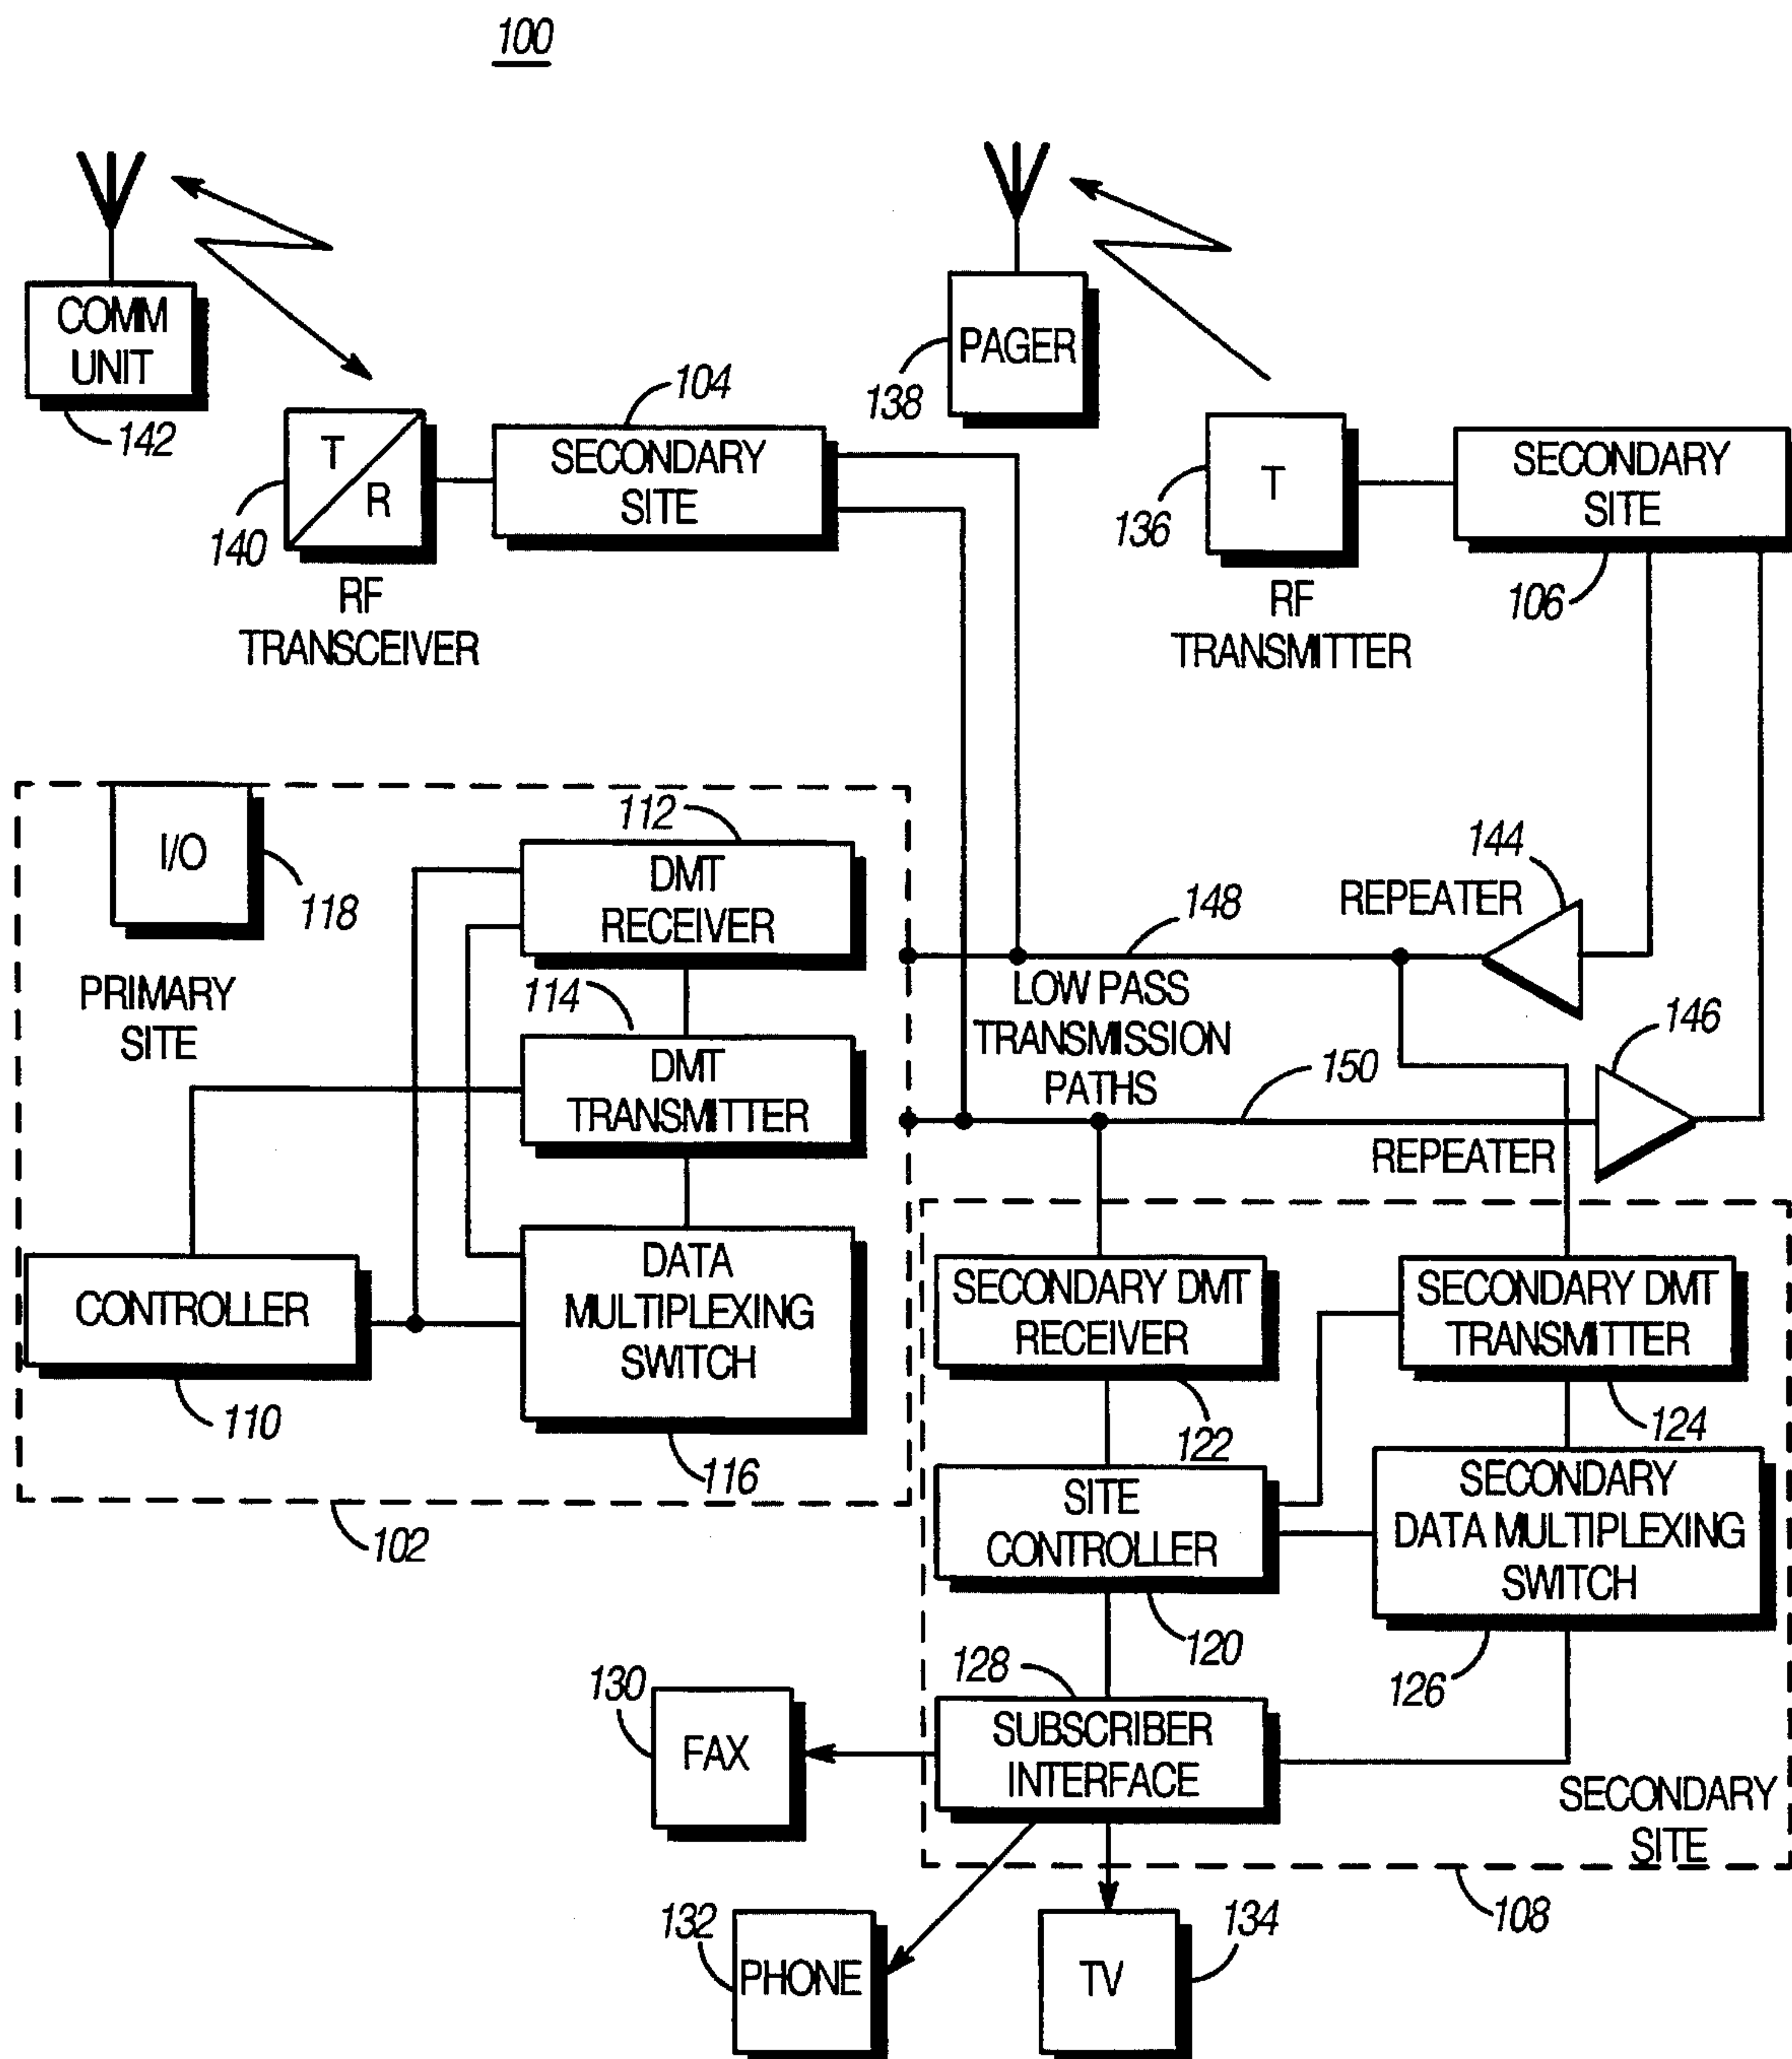 100
COMM
UNIT
142
T
R
140
RF
TRANSCEIVER
104
SECONDARY
SITE
PAGER
138
T
136
RF
TRANSMITTER
SECONDARY
SITE
106
I/O
118
PRIMARY
SITE
112
DMT
RECEIVER
114
DMT
TRANSMITTER
CONTROLLER
110
DATA
MULTIPLEXING
SWITCH
116
102
148
LOW PASS
TRANSMISSION
PATHS
150
REPEATER
144
146
REPEATER
SECONDARY DMT
RECEIVER
122
SECONDARY DMT
TRANSMITTER
124
SITE
CONTROLLER
120
SECONDARY
DATA MULTIPLEXING
SWITCH
126
128
SUBSCRIBER
INTERFACE
SECONDARY
SITE
108
130
FAX
132
PHONE
134
TV